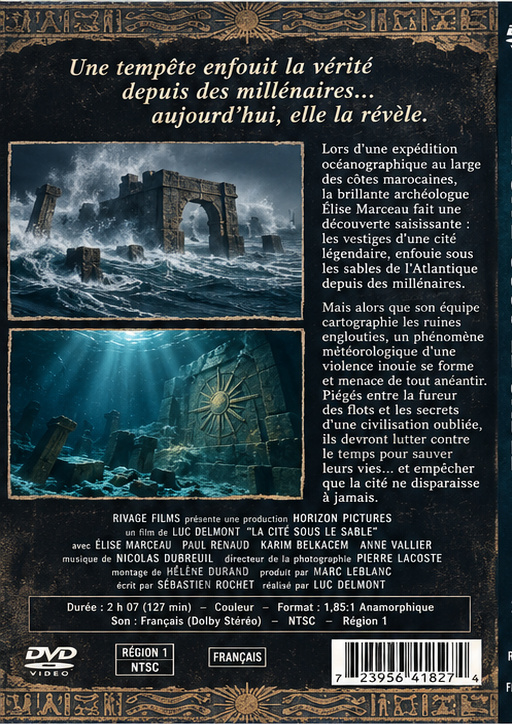 Une tempête enfouit la vérité
depuis des millénaires...
aujourd'hui, elle la révèle.
Lors d'une expédition
océanographique au large
des côtes marocaines,
la brillante archéologue
Élise Marceau fait une
découverte saisissante :
les vestiges d'une cité
légendaire, enfouie sous
les sables de l'Atlantique
depuis des millénaires.
Mais alors que son équipe
cartographie les ruines
englouties, un phénomène
météorologique d'une
violence inouie se forme
et menace de tout anéantir.
Piégés entre la fureur
des flots et les secrets
d'une civilisation oubliée,
ils devront lutter contre
le temps pour sauver
leurs vies... et empêcher
que la cité ne disparaisse
à jamais.
RIVAGE FILMS présente une production HORIZON PICTURES
un film de LUC DELMONT "LA CITÉ SOUS LE SABLE"
avec ÉLISE MARCEAU PAUL RENAUD KARIM BELKACEM ANNE VALLIER
musique de NICOLAS DUBREUIL directeur de la photographie PIERRE LACOSTE
montage de HÉLÈNE DURAND produit par MARC LEBLANC
écrit par SÉBASTIEN ROCHET réalisé par LUC DELMONT
Durée : 2 h 07 (127 min) – Couleur – Format : 1,85:1 Anamorphique
Son : Français (Dolby Stéréo) – NTSC – Région 1
DVD
VIDEO
RÉGION 1
NTSC
FRANÇAIS
7 23956 41827 4